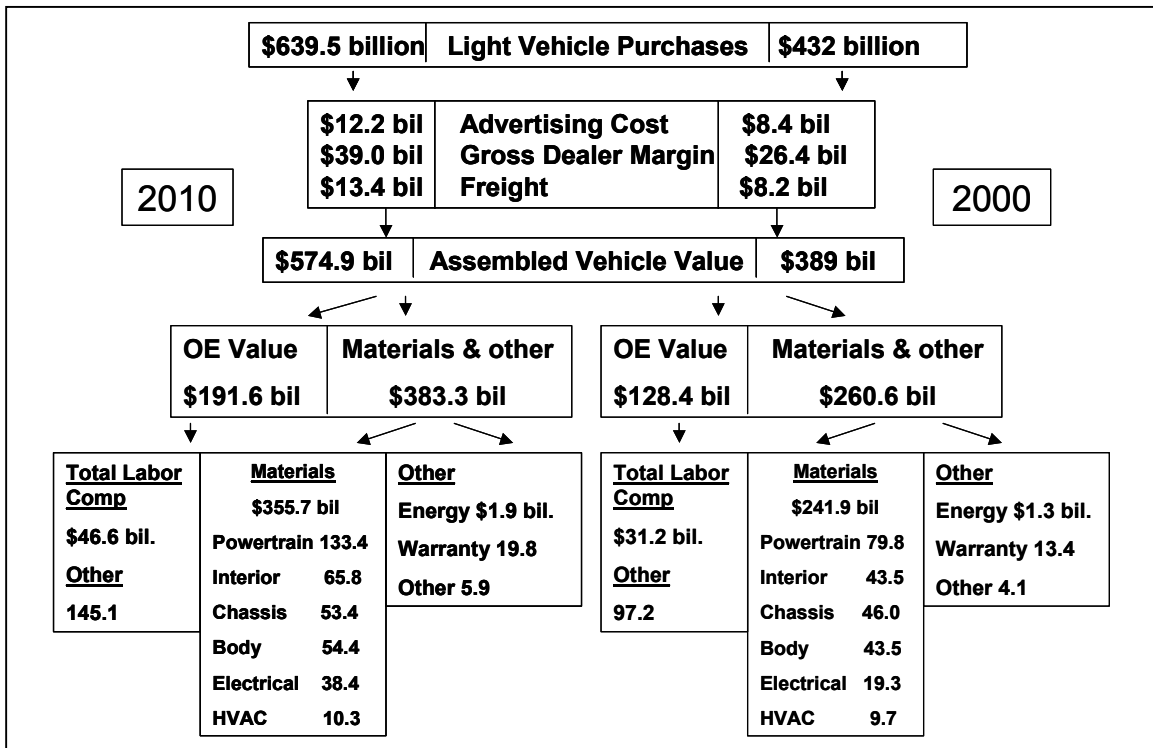 $639.5 billion Light Vehicle Purchases $432 billion
$12.2 bil Advertising Cost $8.4 bil
$39.0 bil Gross Dealer Margin $26.4 bil
$13.4 bil Freight $8.2 bil
2010
2000
$574.9 bil Assembled Vehicle Value $389 bil
OE Value Materials & other
$191.6 bil $383.3 bil
OE Value Materials & other
$128.4 bil $260.6 bil
Total Labor
Comp
$46.6 bil.
Other
145.1
Materials
$355.7 bil
Powertrain 133.4
Interior 65.8
Chassis 53.4
Body 54.4
Electrical 38.4
HVAC 10.3
Other
Energy $1.9 bil.
Warranty 19.8
Other 5.9
Total Labor
Comp
$31.2 bil.
Other
97.2
Materials
$241.9 bil
Powertrain 79.8
Interior 43.5
Chassis 46.0
Body 43.5
Electrical 19.3
HVAC 9.7
Other
Energy $1.3 bil.
Warranty 13.4
Other 4.1